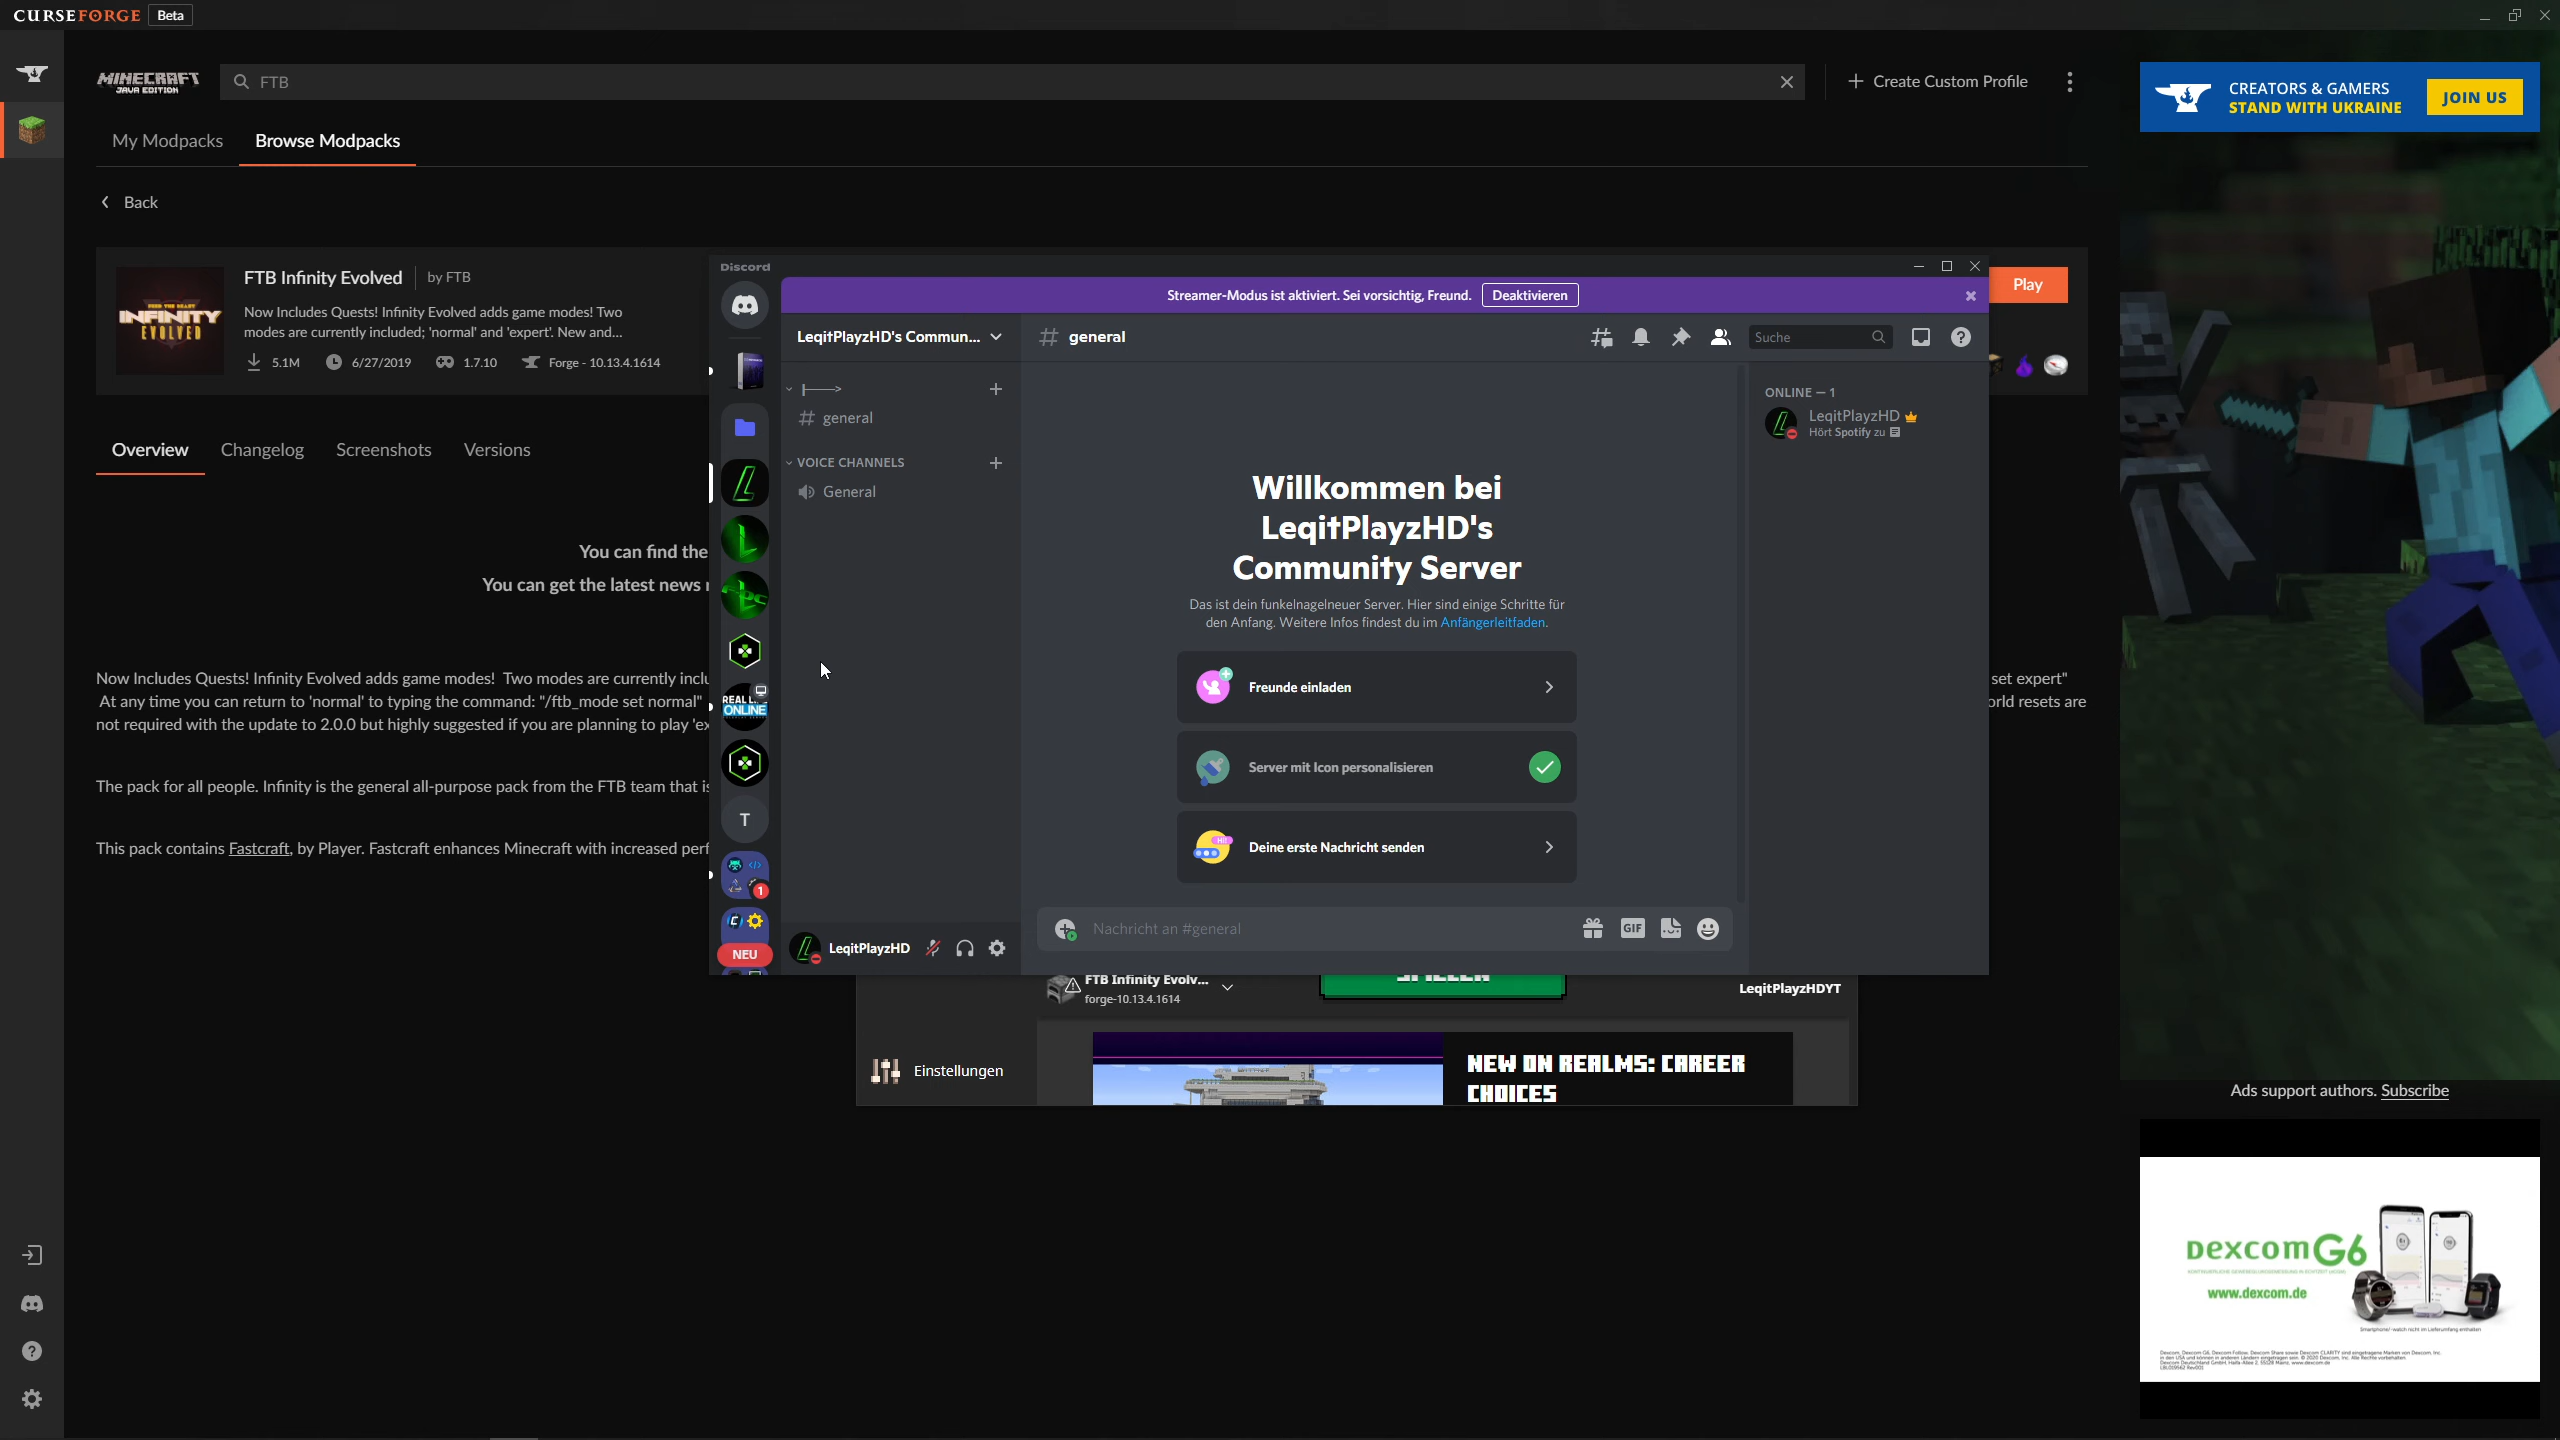 CURSEFORGE Beta
MINECRAFT
JAVA EDITION
FTB
Create Custom Profile
My Modpacks
Browse Modpacks
Back
FTB Infinity Evolved
by FTB
Now Includes Quests! Infinity Evolved adds game modes! Two
modes are currently included; 'normal' and 'expert'. New and...
5.1M
6/27/2019
1.7.10
Forge - 10.13.4.1614
INFINITY
EVOLVED
Play
Overview
Changelog
Screenshots
Versions
You can find the
You can get the latest news
Now Includes Quests! Infinity Evolved adds game modes! Two modes are currently
set expert"
At any time you can return to 'normal' to typing the command: "/ftb_mode set normal"
resets are
not required with the update to 2.0.0 but highly suggested if you are planning to play
The pack for all people. Infinity is the general all-purpose pack from the FTB team that
This pack contains Fastcraft, by Player. Fastcraft enhances Minecraft with increased
Discord
Streamer-Modus ist aktiviert. Sei vorsichtig, Freund.
Deaktivieren
LeqitPlayzHD's Commun...
general
Suche
general
VOICE CHANNELS
General
ONLINE
T
1
NEU
Willkommen bei
LeqitPlayzHD's
Community Server
Das ist dein funkelnagelneuer Server. Hier sind einige Schritte für
den Anfang. Weitere Infos findest du im Anfängerleitfaden.
Freunde einladen
Server mit Icon personalisieren
Deine erste Nachricht senden
Nachricht an #general
GIF
LeqitPlayzHD
ONLINE — 1
LeqitPlayzHD
Hört Spotify zu
FTB Infinity Evolv...
forge-10.13.4.1614
LeqitPlayzHDYT
Einstellungen
NEW ON REALMS: CAREER
CHOICES
CREATORS & GAMERS
STAND WITH UKRAINE
JOIN US
Ads support authors. Subscribe
DexcomG6
www.dexcom.de